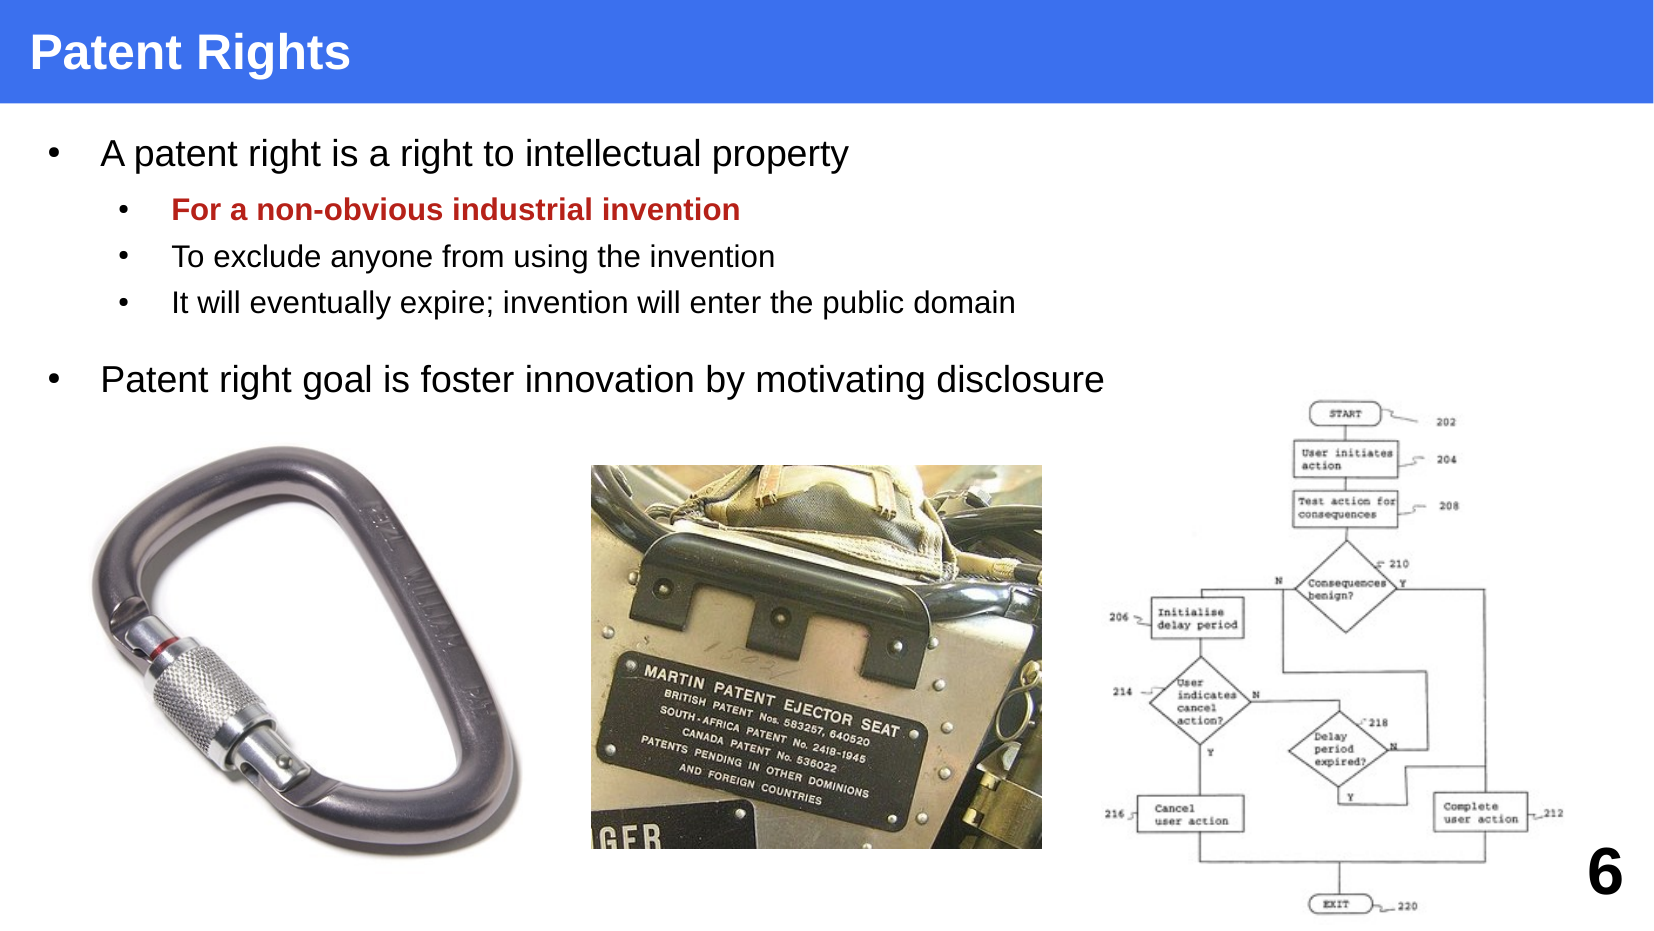 Patent Rights
• A patent right is a right to intellectual property
• For a non-obvious industrial invention
• To exclude anyone from using the invention
• It will eventually expire; invention will enter the public domain
• Patent right goal is foster innovation by motivating disclosure
PETZL WILLIAM
MARTIN PATENT EJECTOR SEAT
BRITISH PATENT Nos. 583257, 640520
SOUTH-AFRICA PATENT No. 2418-1945
CANADA PATENT No. 536022
PATENTS PENDING IN OTHER DOMINIONS
AND FOREIGN COUNTRIES
GER
START
202
User initiates
action
204
Test action for
consequences
208
210
Consequences
benign?
N
Y
206
Initialise
delay period
214
User
indicates
cancel
action?
N
Y
218
Delay
period
expired?
N
Y
216
Cancel
user action
Complete
user action
212
EXIT
220
6